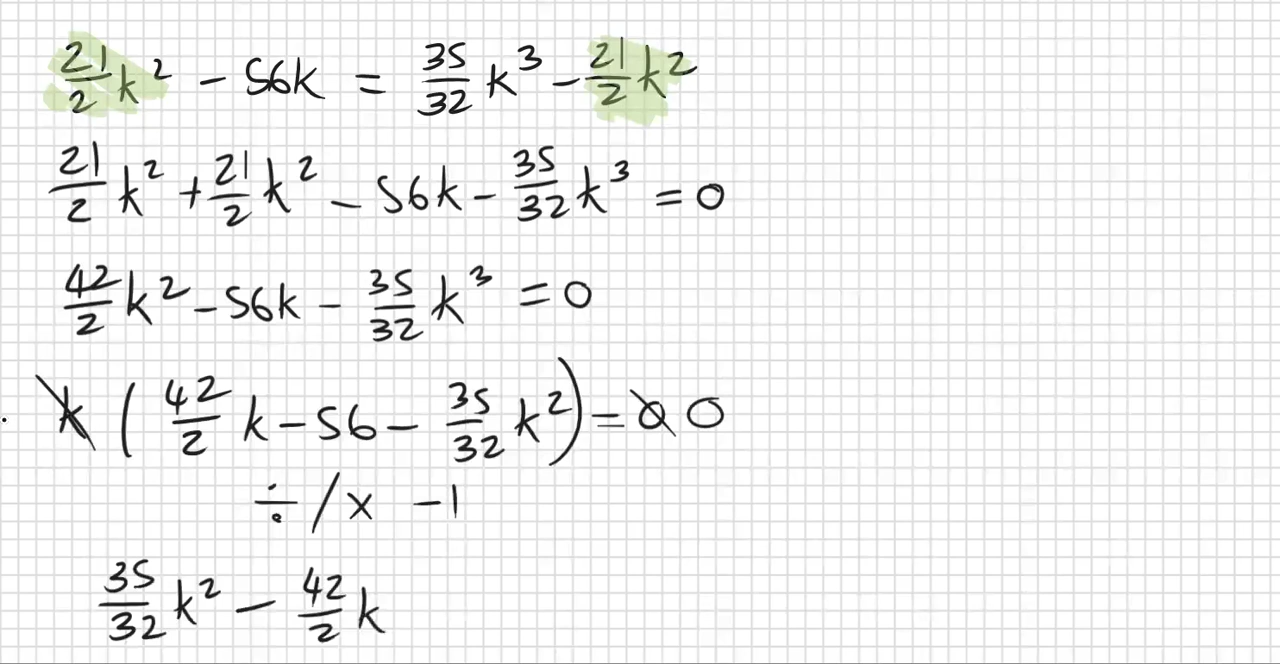 21/2 k² - 56k = 35/32 k³ - 21/2 k²
21/2 k² + 21/2 k² - 56k - 35/32 k³ = 0
42/2 k² - 56k - 35/32 k³ = 0
k ( 42/2 k - 56 - 35/32 k² ) = 0 0
÷ / x -1
35/32 k² - 42/2 k